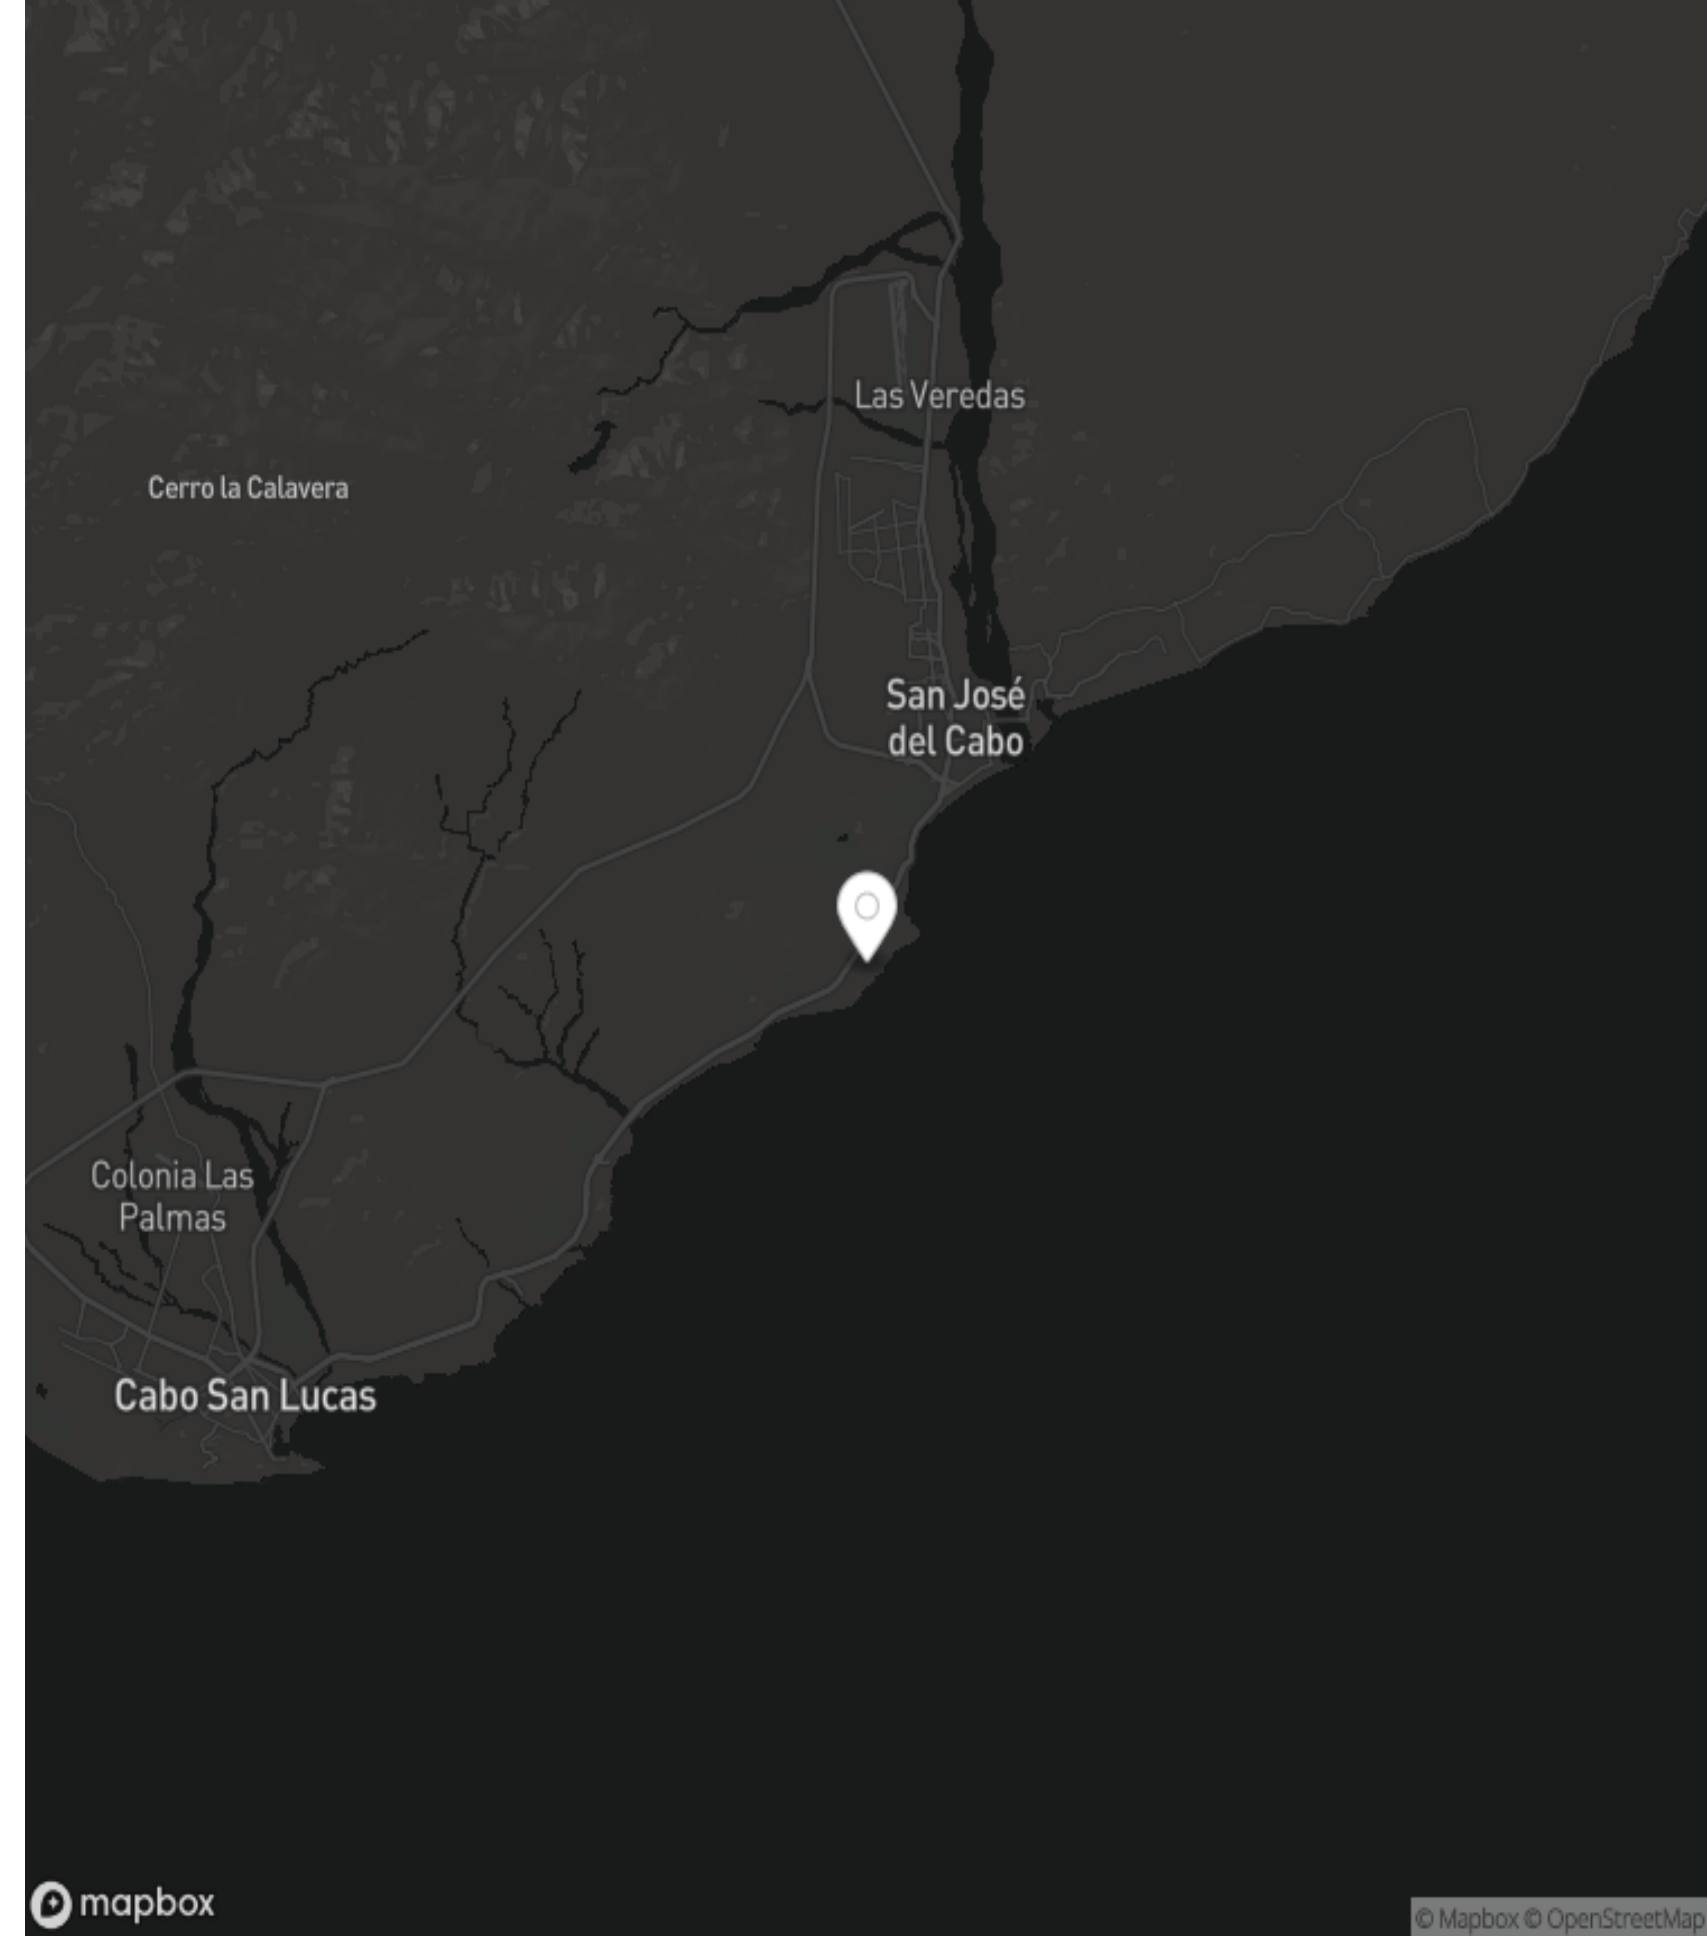 Las Veredas
Cerro la Calavera
San José
del Cabo
Colonia Las
Palmas
Cabo San Lucas
mapbox
© Mapbox © OpenStreetMap